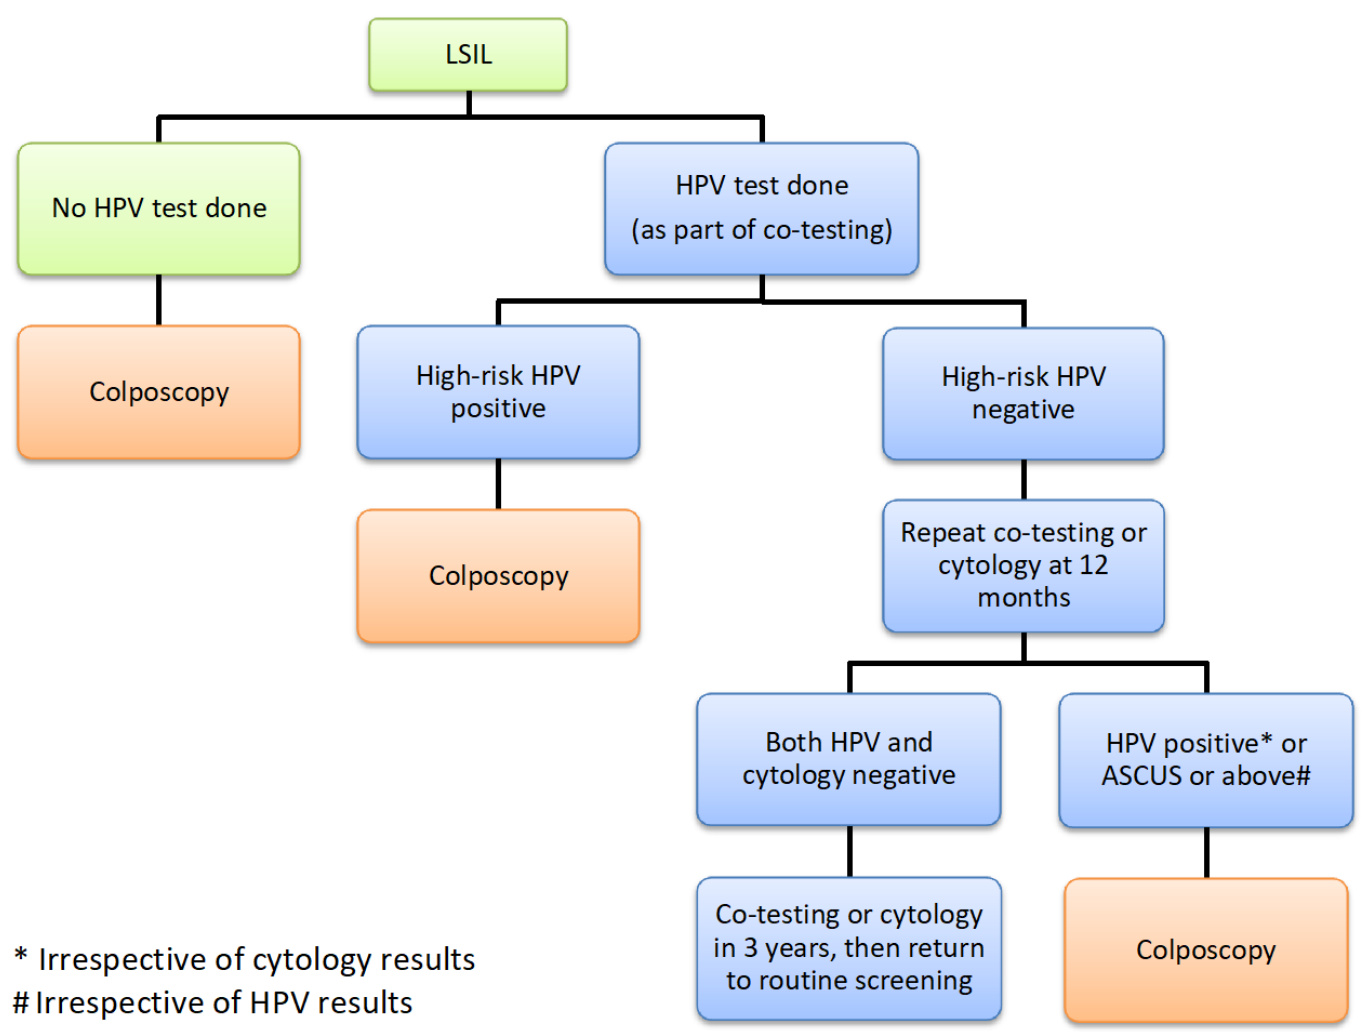 LSIL
No HPV test done
HPV test done
(as part of co-testing)
Colposcopy
High-risk HPV
positive
High-risk HPV
negative
Colposcopy
Repeat co-testing or
cytology at 12
months
Both HPV and
cytology negative
HPV positive* or
ASCUS or above#
Co-testing or cytology
in 3 years, then return
to routine screening
Colposcopy
* Irrespective of cytology results
# Irrespective of HPV results